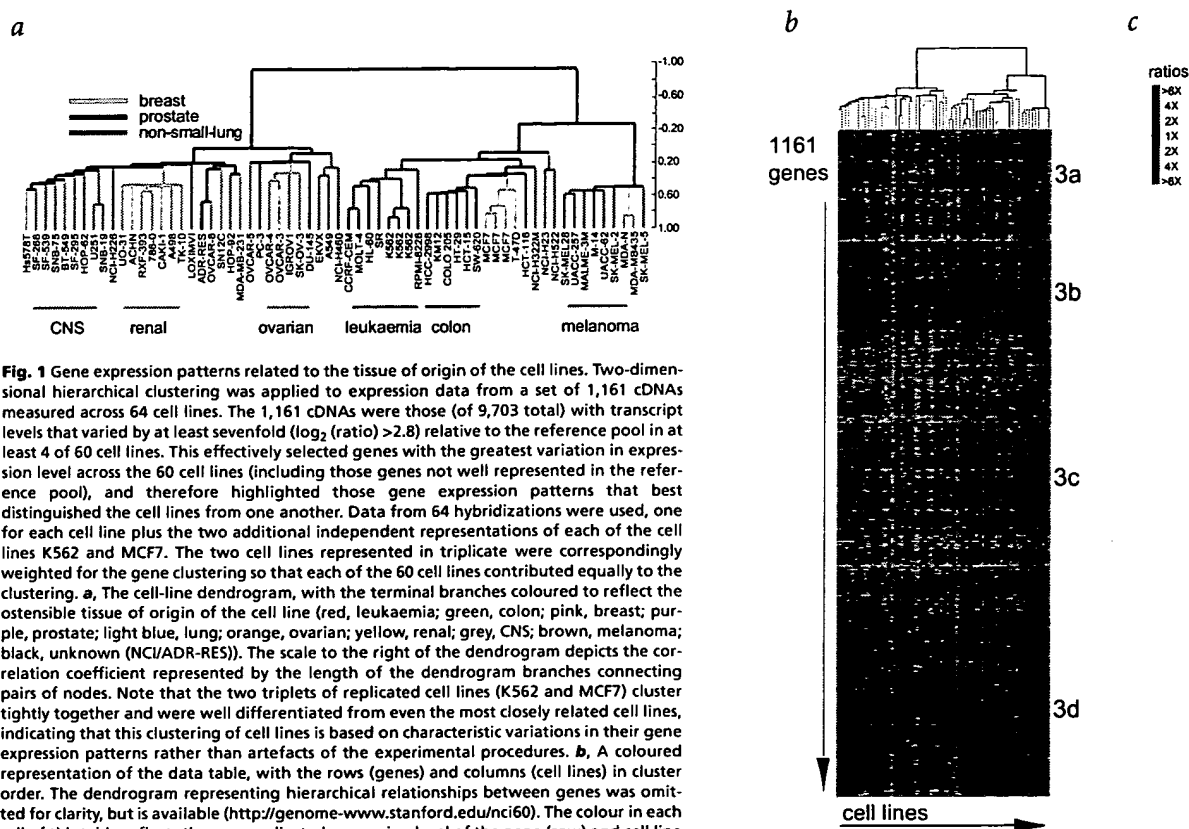 a
b
c
-1.00
-0.60
-0.20
0.20
0.60
1.00
breast
prostate
non-small-lung
Hs578T
SF-268
SF-539
SNB-75
BT-549
SF-295
HOP-62
U251
SNB-19
NCI-H226
UO-31
ACHN
RXF-393
786-0
CAKI-1
A498
TK-10
LOXIMVI
ADR-RES
OVCAR-8
SN12C
HOP-92
MDA-MB-231
OVCAR-5
PC-3
OVCAR-4
OVCAR-3
IGROV1
SK-OV-3
DU-145
EKVX
A549
NCI-H460
CCRF-CEM
MOLT-4
HL-60
SR
K562
K562
K562
RPMI-8226
HCC-2998
KM12
COLO 205
HT-29
HCT-15
SW-620
MCF7
MCF7
MCF7
T-47D
HCT-116
NCI-H322M
NCI-H23
NCI-H522
SK-MEL28
UACC-257
MALME-3M
M-14
UACC-62
SK-MEL-2
MDA-N
MDA-MB435
SK-MEL-5
CNS
renal
ovarian
leukaemia
colon
melanoma
Fig. 1 Gene expression patterns related to the tissue of origin of the cell lines. Two-dimen-
sional hierarchical clustering was applied to expression data from a set of 1,161 cDNAs
measured across 64 cell lines. The 1,161 cDNAs were those (of 9,703 total) with transcript
levels that varied by at least sevenfold (log2 (ratio) >2.8) relative to the reference pool in at
least 4 of 60 cell lines. This effectively selected genes with the greatest variation in expres-
sion level across the 60 cell lines (including those genes not well represented in the refer-
ence pool), and therefore highlighted those gene expression patterns that best
distinguished the cell lines from one another. Data from 64 hybridizations were used, one
for each cell line plus the two additional independent representations of each of the cell
lines K562 and MCF7. The two cell lines represented in triplicate were correspondingly
weighted for the gene clustering so that each of the 60 cell lines contributed equally to the
clustering. a, The cell-line dendrogram, with the terminal branches coloured to reflect the
ostensible tissue of origin of the cell line (red, leukaemia; green, colon; pink, breast; pur-
ple, prostate; light blue, lung; orange, ovarian; yellow, renal; grey, CNS; brown, melanoma;
black, unknown (NCI/ADR-RES)). The scale to the right of the dendrogram depicts the cor-
relation coefficient represented by the length of the dendrogram branches connecting
pairs of nodes. Note that the two triplets of replicated cell lines (K562 and MCF7) cluster
tightly together and were well differentiated from even the most closely related cell lines,
indicating that this clustering of cell lines is based on characteristic variations in their gene
expression patterns rather than artefacts of the experimental procedures. b, A coloured
representation of the data table, with the rows (genes) and columns (cell lines) in cluster
order. The dendrogram representing hierarchical relationships between genes was omit-
ted for clarity, but is available (http://genome-www.stanford.edu/nci60). The colour in each
1161
genes
3a
3b
3c
3d
cell lines
ratios
>6X
4X
2X
1X
2X
4X
>6X